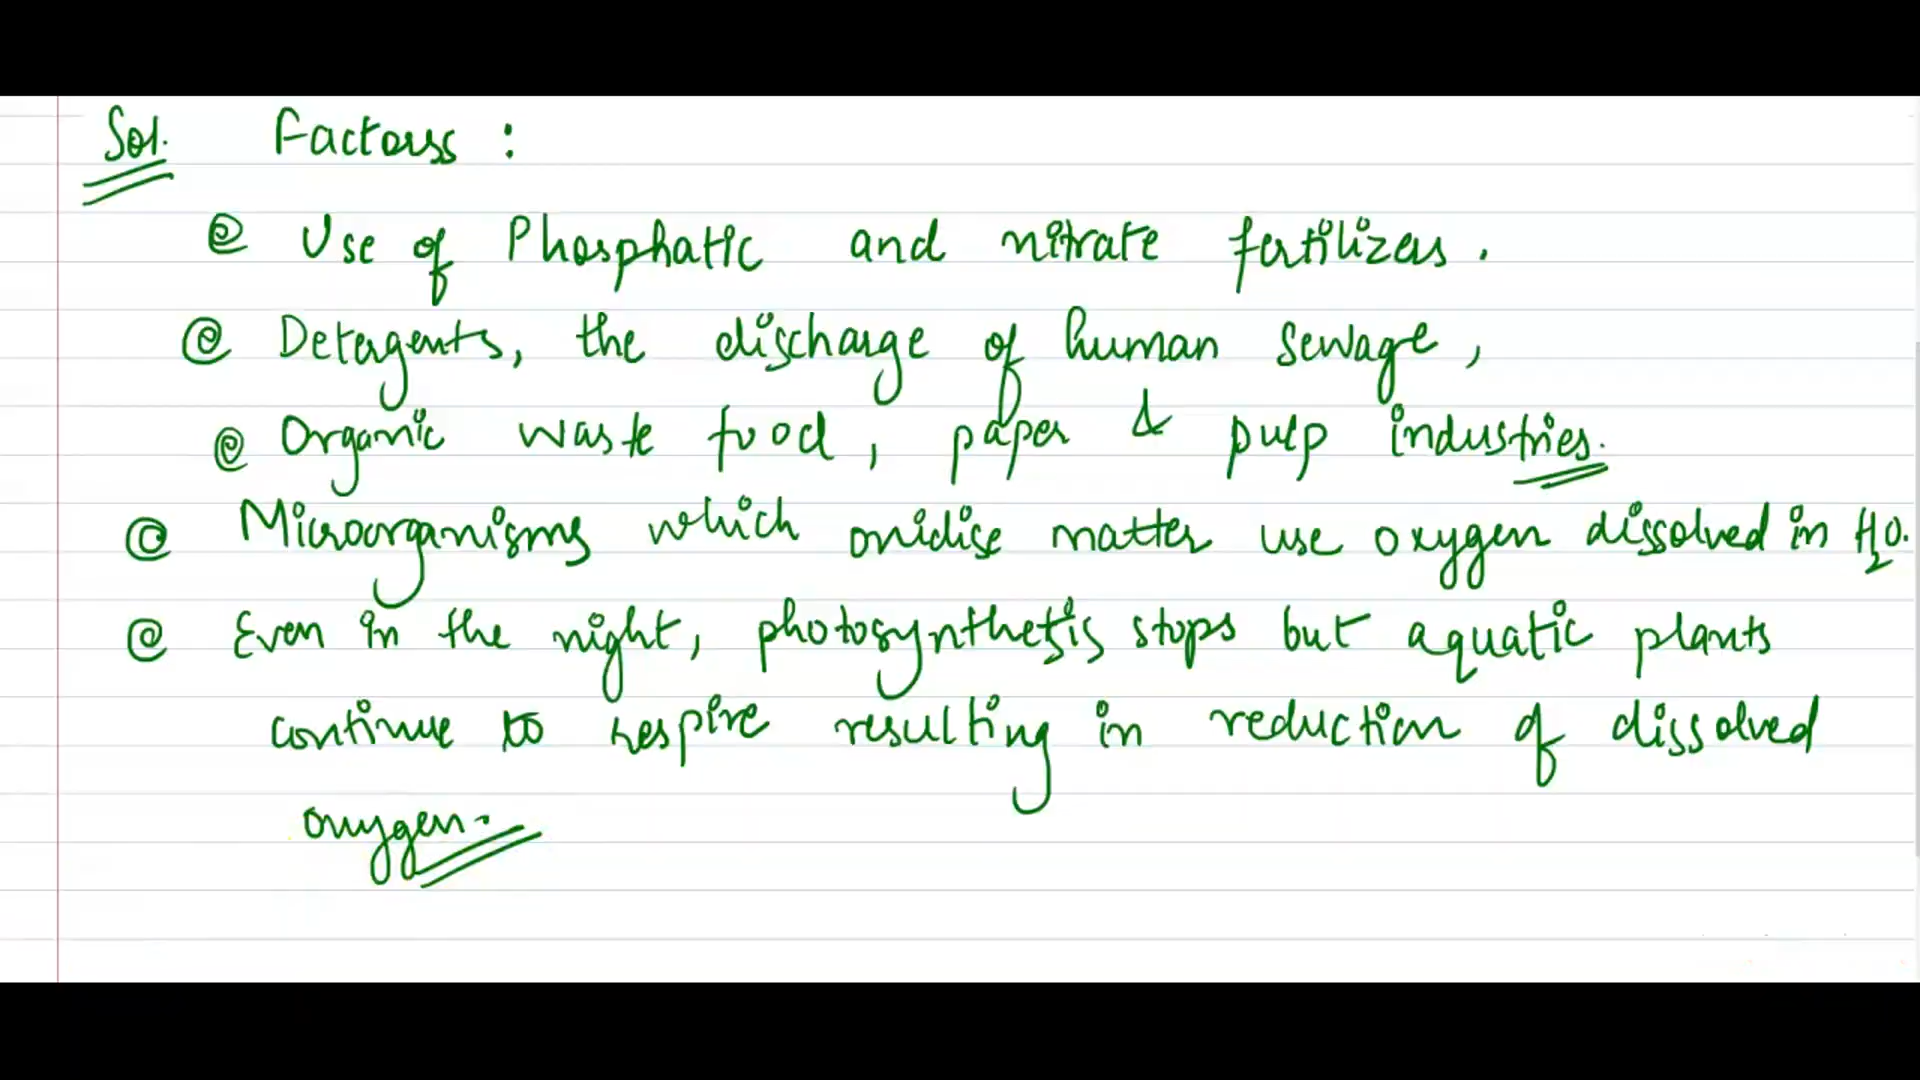 Sol. Factors :
@ Use of Phosphatic and nitrate fertilizers.
@ Detergents, the discharge of human sewage,
@ Organic waste food, paper & pulp industries.
@ Microorganisms which oxidise matter use oxygen dissolved in H₂O.
@ Even in the night, photosynthesis stops but aquatic plants
continue to respire resulting in reduction of dissolved
oxygen.